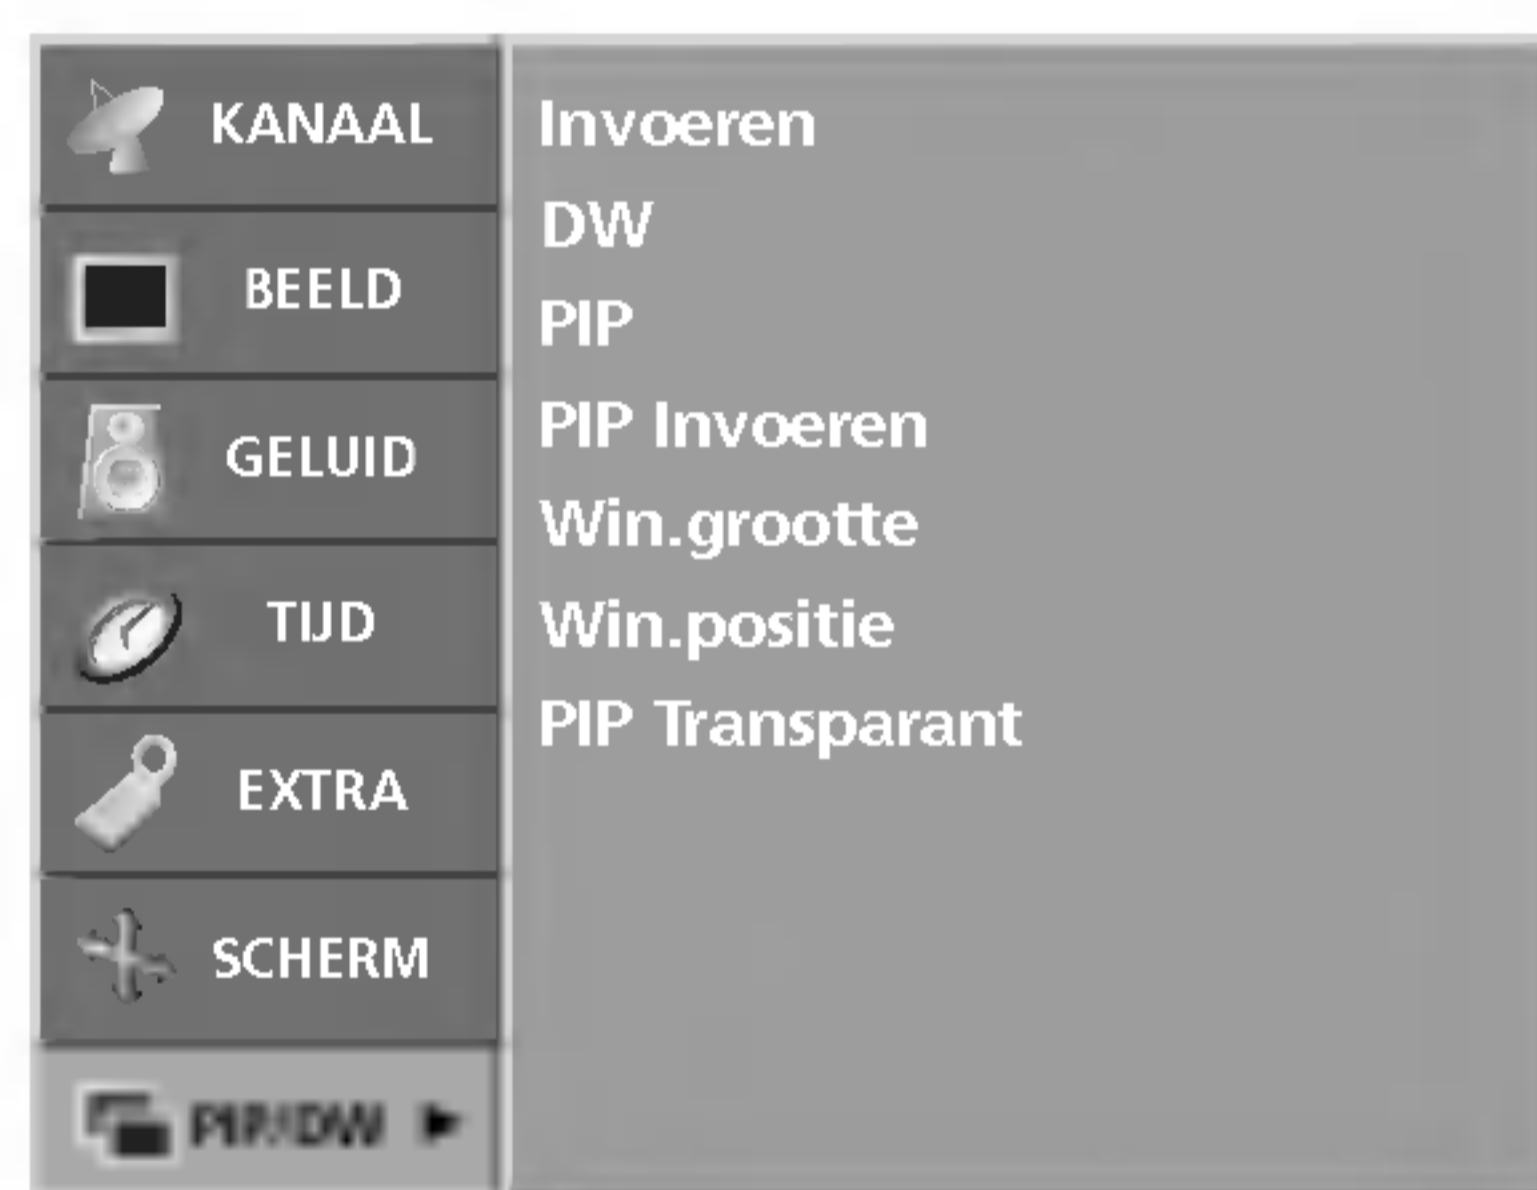 KANAAL
BEELD
GELUID
TIJD
EXTRA
SCHERM
PIP/DW
Invoeren
DW
PIP
PIP Invoeren
Win.grootte
Win.positie
PIP Transparant